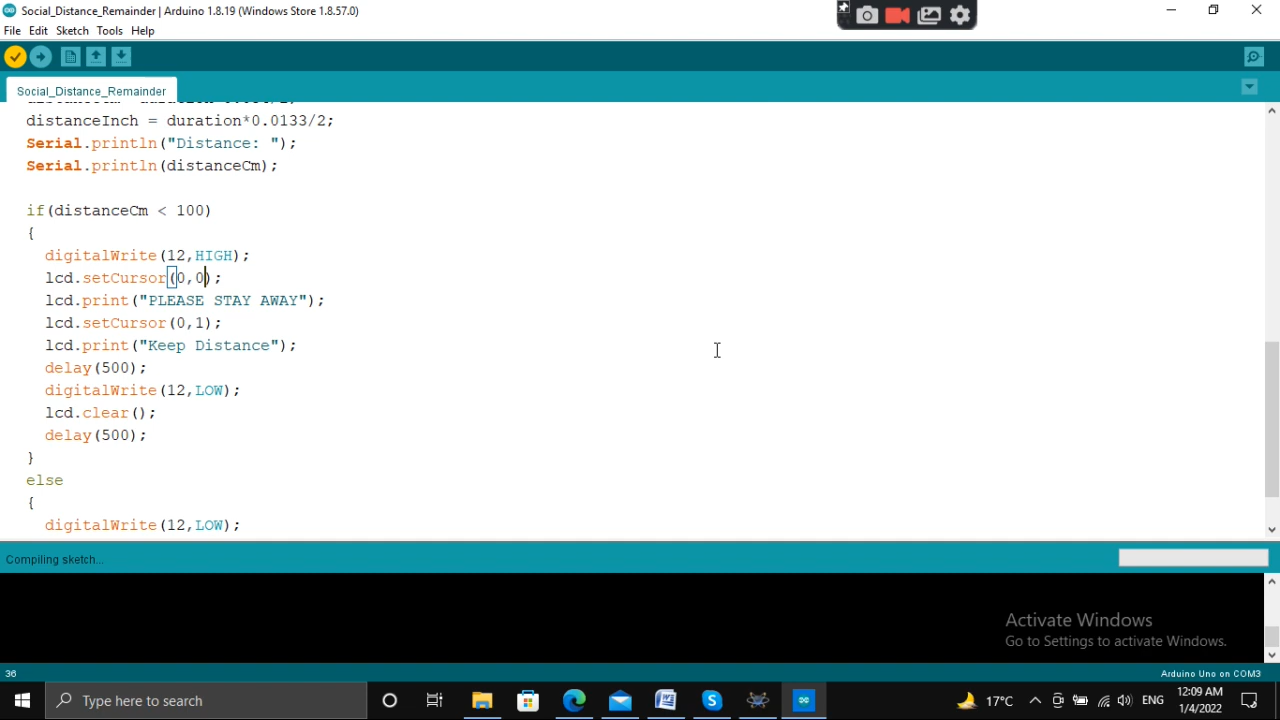 Social_Distance_Remainder | Arduino 1.8.19 (Windows Store 1.8.57.0)
File Edit Sketch Tools Help
Social_Distance_Remainder
distanceInch = duration*0.0133/2;
Serial.println("Distance: ");
Serial.println(distanceCm);
if(distanceCm < 100)
{
digitalWrite(12,HIGH);
lcd.setCursor(0,0);
lcd.print("PLEASE STAY AWAY");
lcd.setCursor(0,1);
lcd.print("Keep Distance");
delay(500);
digitalWrite(12,LOW);
lcd.clear();
delay(500);
}
else
{
digitalWrite(12,LOW);
Compiling sketch...
Activate Windows
Go to Settings to activate Windows.
36
Arduino Uno on COM3
Type here to search
17°C
ENG
12:09 AM
1/4/2022